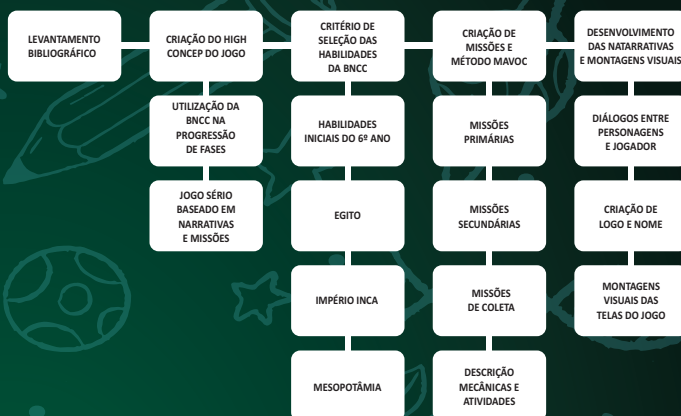 LEVANTAMENTO
BIBLIOGRÁFICO
CRIAÇÃO DO HIGH
CONCEP DO JOGO
UTILIZAÇÃO DA
BNCC NA
PROGRESSÃO
DE FASES
JOGO SÉRIO
BASEADO EM
NARRATIVAS
E MISSÕES
CRITÉRIO DE
SELEÇÃO DAS
HABILIDADES
DA BNCC
HABILIDADES
INICIAIS DO 6º ANO
EGITO
IMPÉRIO INCA
MESOPOTÂMIA
CRIAÇÃO DE
MISSÕES E
MÉTODO MAVOC
MISSÕES
PRIMÁRIAS
MISSÕES
SECUNDÁRIAS
MISSÕES
DE COLETA
DESCRIÇÃO
MECÂNICAS E
ATIVIDADES
DESENVOLVIMENTO
DAS NATARRATIVAS
E MONTAGENS VISUAIS
DIÁLOGOS ENTRE
PERSONAGENS
E JOGADOR
CRIAÇÃO DE
LOGO E NOME
MONTAGENS
VISUAIS DAS
TELAS DO JOGO